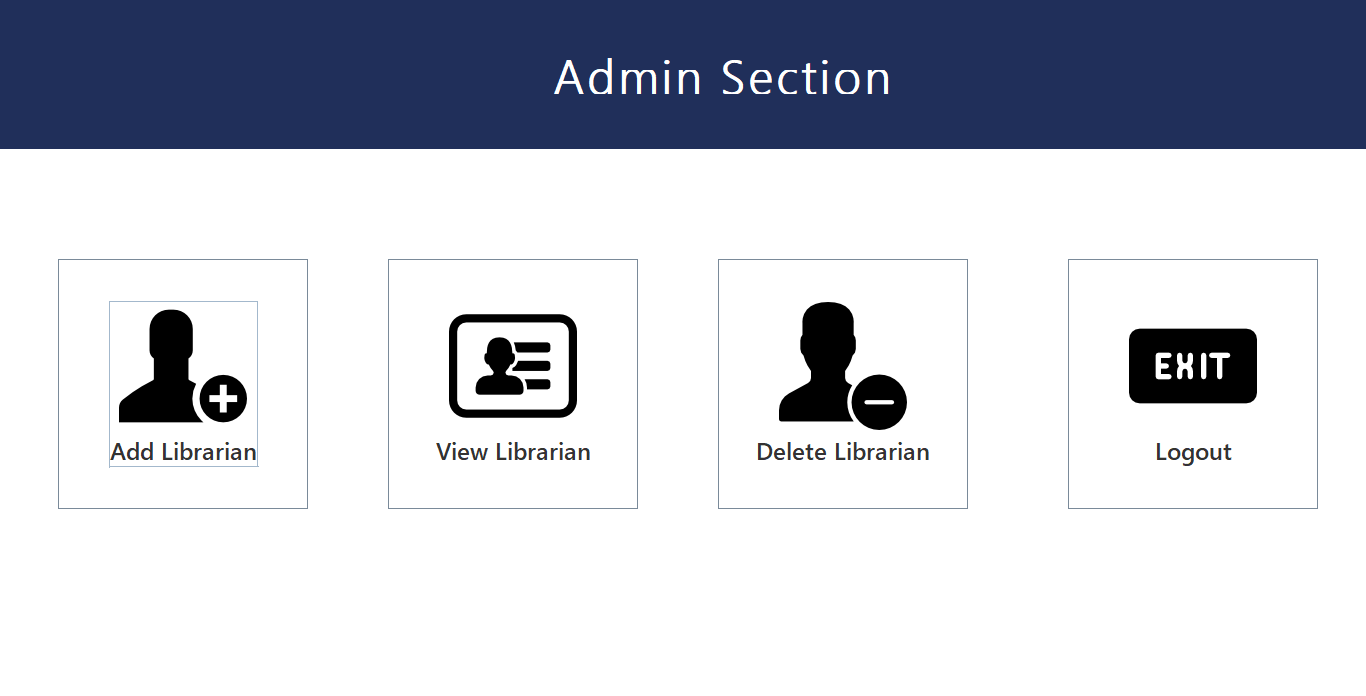 Admin Section
EXIT
Add Librarian
View Librarian
Delete Librarian
Logout